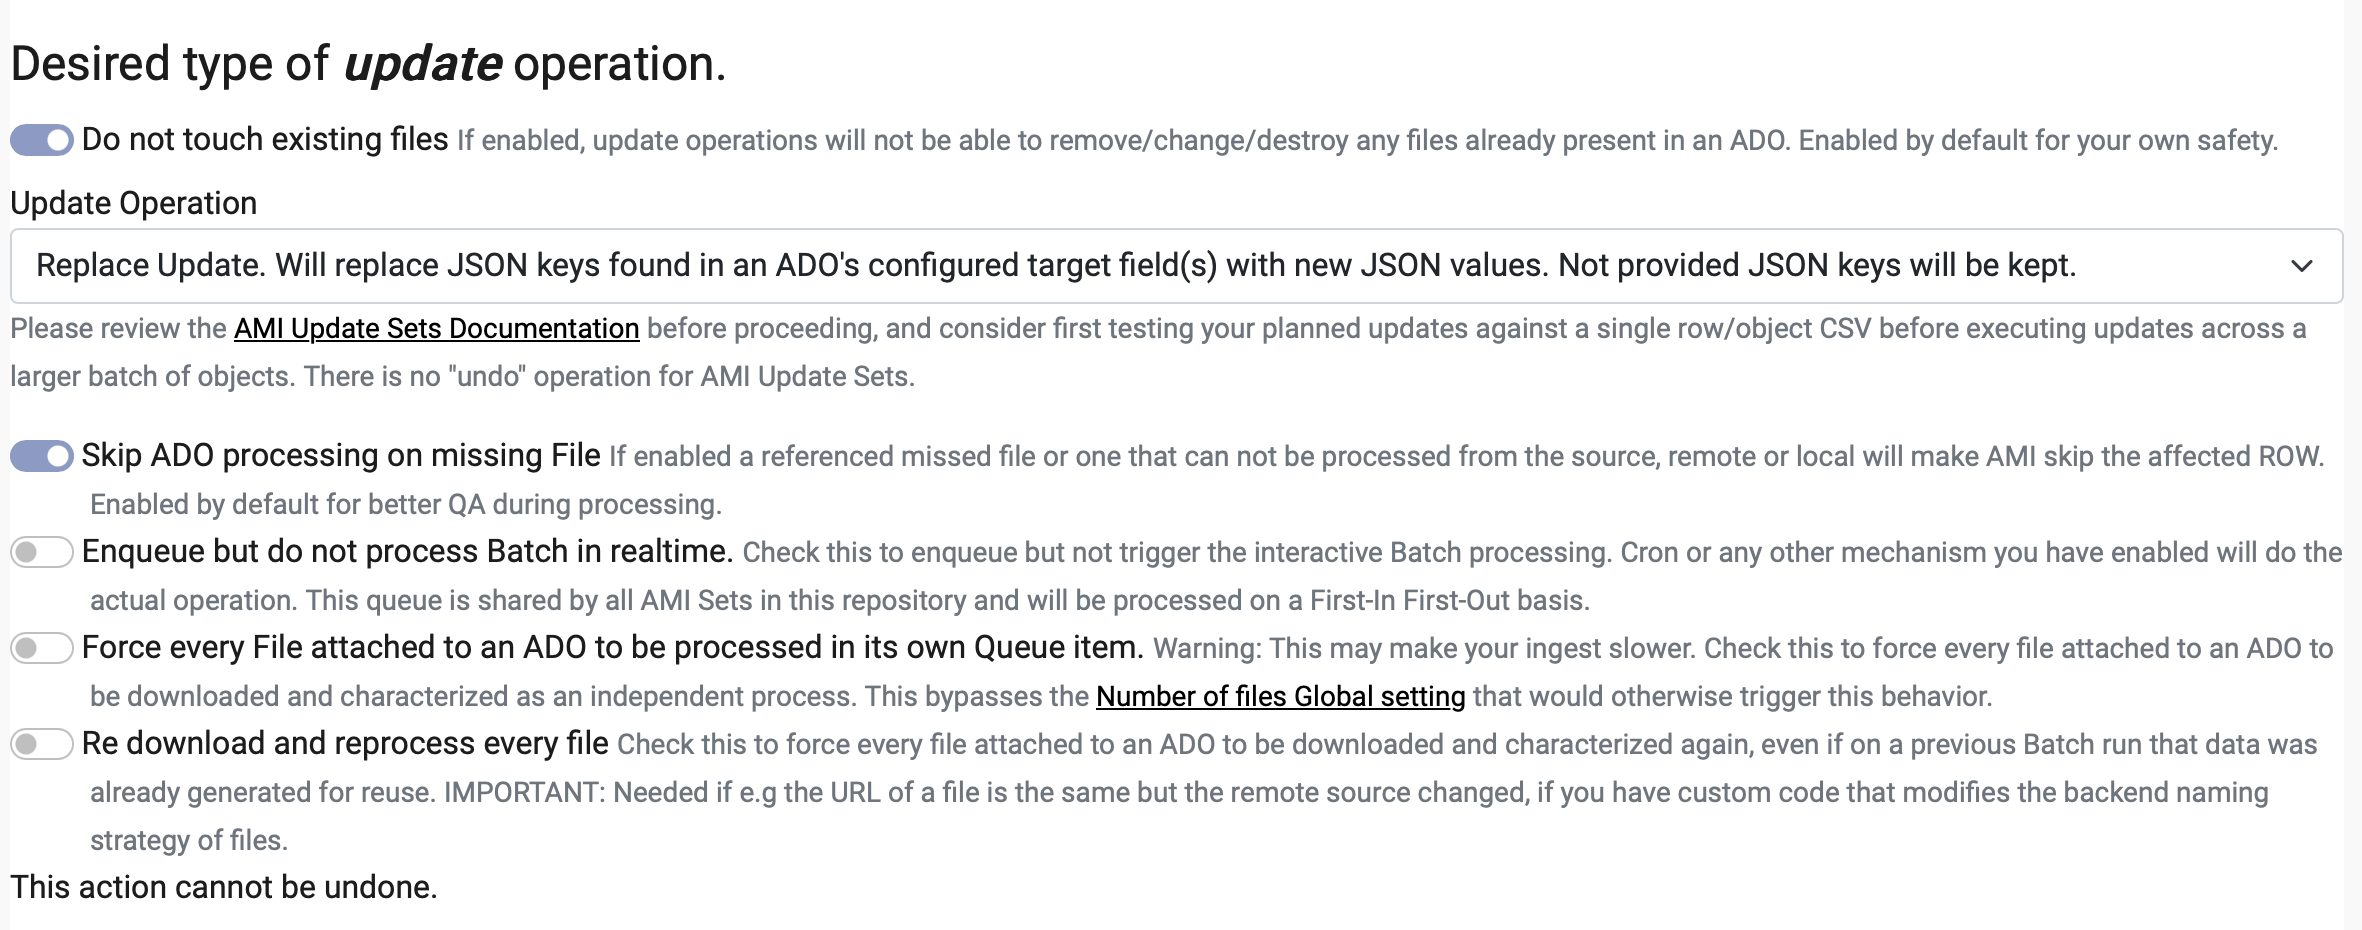 Desired type of update operation.
Do not touch existing files If enabled, update operations will not be able to remove/change/destroy any files already present in an ADO. Enabled by default for your own safety.
Update Operation
Replace Update. Will replace JSON keys found in an ADO's configured target field(s) with new JSON values. Not provided JSON keys will be kept.
Please review the AMI Update Sets Documentation before proceeding, and consider first testing your planned updates against a single row/object CSV before executing updates across a
larger batch of objects. There is no "undo" operation for AMI Update Sets.
Skip ADO processing on missing File If enabled a referenced missed file or one that can not be processed from the source, remote or local will make AMI skip the affected ROW.
Enabled by default for better QA during processing.
Enqueue but do not process Batch in realtime. Check this to enqueue but not trigger the interactive Batch processing. Cron or any other mechanism you have enabled will do the
actual operation. This queue is shared by all AMI Sets in this repository and will be processed on a First-In First-Out basis.
Force every File attached to an ADO to be processed in its own Queue item. Warning: This may make your ingest slower. Check this to force every file attached to an ADO to
be downloaded and characterized as an independent process. This bypasses the Number of files Global setting that would otherwise trigger this behavior.
Re download and reprocess every file Check this to force every file attached to an ADO to be downloaded and characterized again, even if on a previous Batch run that data was
already generated for reuse. IMPORTANT: Needed if e.g the URL of a file is the same but the remote source changed, if you have custom code that modifies the backend naming
strategy of files.
This action cannot be undone.